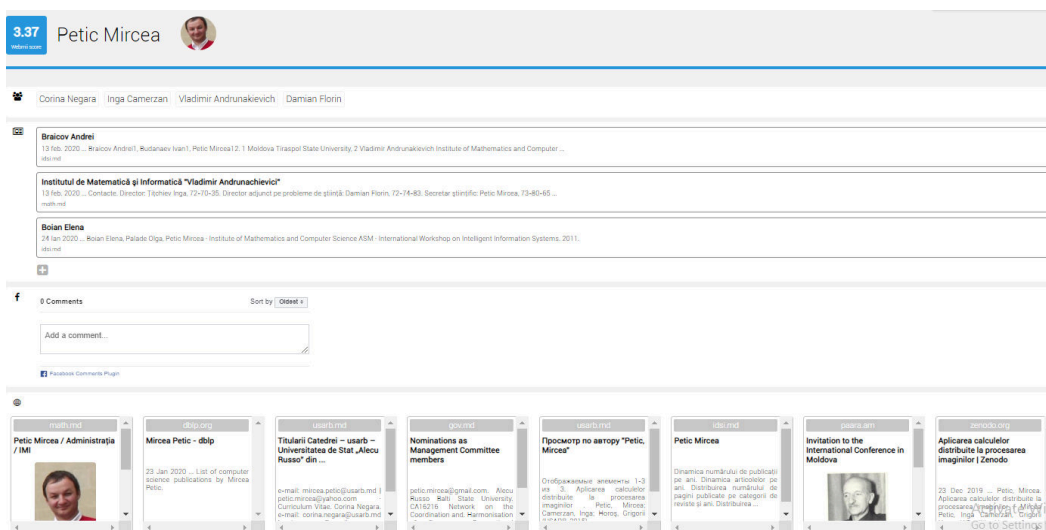 3.37
Webmii score
Petic Mircea
Corina Negara Inga Camerzan Vladimir Andrunakievich Damian Florin
Braicov Andrei
13 feb. 2020 ... Braicov Andrei1, Budanaev Ivan1, Petic Mircea12. 1 Moldova Tiraspol State University, 2 Vladimir Andrunakievich Institute of Mathematics and Computer ...
idsi.md
Institutul de Matematică şi Informatică "Vladimir Andrunachievici"
13 feb. 2020 ... Contacte. Director: Țițchiev Inga, 72-70-35. Director adjunct pe probleme de ştiinţă: Damian Florin, 72-74-83. Secretar ştiinţific: Petic Mircea, 73-80-65 ...
math.md
Boian Elena
24 Ian 2020 ... Boian Elena, Palade Olga, Petic Mircea - Institute of Mathematics and Computer Science ASM - International Workshop on Intelligent Information Systems. 2011.
idsi.md
0 Comments Sort by Oldest
Add a comment...
Facebook Comments Plugin
math.md
Petic Mircea / Administraţia
/ IMI
dblp.org
Mircea Petic - dblp
23 Jan 2020 ... List of computer
science publications by Mircea
Petic.
usarb.md
Titularii Catedrei – usarb –
Universitatea de Stat „Alecu
Russo" din ...
e-mail: mircea.petic@usarb.md |
petic.mircea@yahoo.com -
Curriculum Vitae. Corina Negara.
e-mail: corina.negara@usarb.md
gov.md
Nominations as
Management Committee
members
petic.mircea@gmail.com. Alecu
Russo Balti State University,
CA16216 Network on the
Coordination and Harmonisation
usarb.md
Просмотр по автору "Petic,
Mircea"
Отображаемые элементы 1-3
из 3. Aplicarea calculelor
distribuite la procesarea
imaginilor · Petic, Mircea;
Camerzan, Inga; Horoş, Grigorii
idsi.md
Petic Mircea
Dinamica numărului de publicaţii
pe ani. Dinamica articolelor pe
ani. Distribuirea numărului de
pagini publicate pe categorii de
reviste şi ani. Distribuirea ...
paara.am
Invitation to the
International Conference in
Moldova
zenodo.org
Aplicarea calculelor
distribuite la procesarea
imaginilor | Zenodo
23 Dec 2019 ... Petic, Mircea.
Aplicarea calculelor distribuite la
procesarea imaginilor / Mircea
Petic, Inga Camerzan, Grigorii
Go to Settings